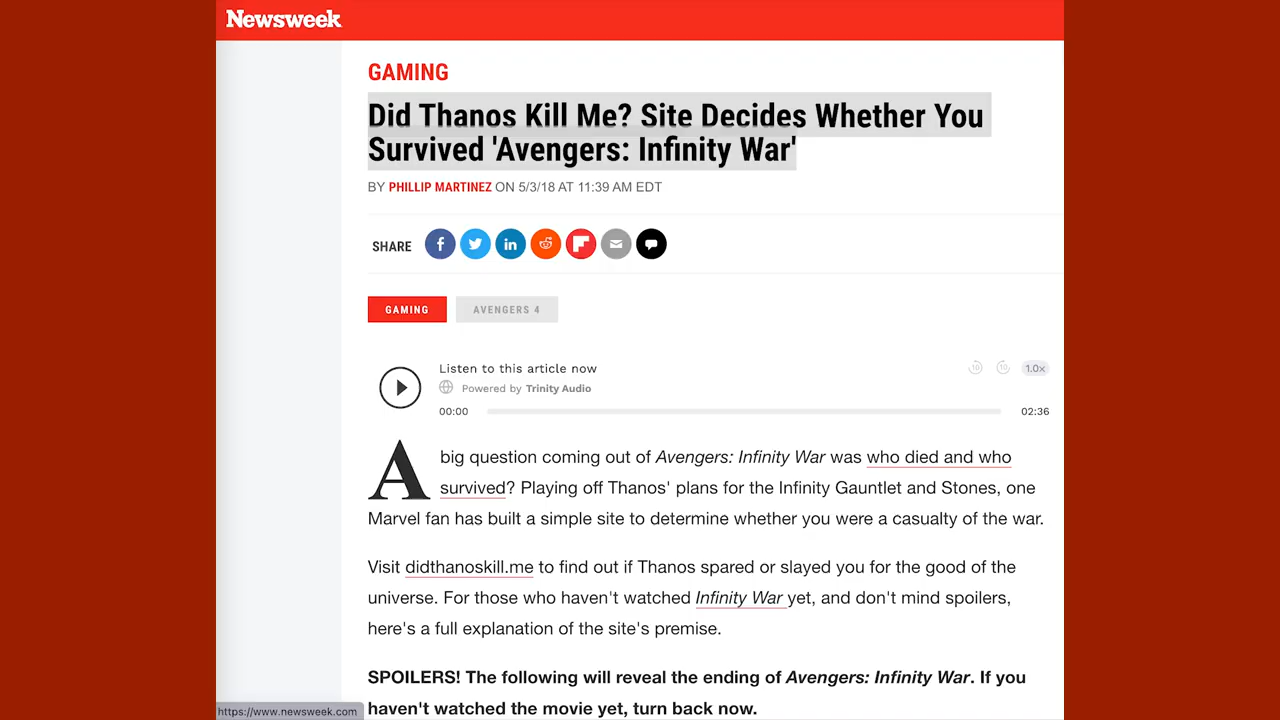 Newsweek
GAMING
Did Thanos Kill Me? Site Decides Whether You
Survived 'Avengers: Infinity War'
BY PHILLIP MARTINEZ ON 5/3/18 AT 11:39 AM EDT
SHARE
GAMING AVENGERS 4
Listen to this article now
10 10 1.0x
Powered by Trinity Audio
00:00 02:36
A big question coming out of Avengers: Infinity War was who died and who
survived? Playing off Thanos' plans for the Infinity Gauntlet and Stones, one
Marvel fan has built a simple site to determine whether you were a casualty of the war.
Visit didthanoskill.me to find out if Thanos spared or slayed you for the good of the
universe. For those who haven't watched Infinity War yet, and don't mind spoilers,
here's a full explanation of the site's premise.
SPOILERS! The following will reveal the ending of Avengers: Infinity War. If you
haven't watched the movie yet, turn back now.
https://www.newsweek.com